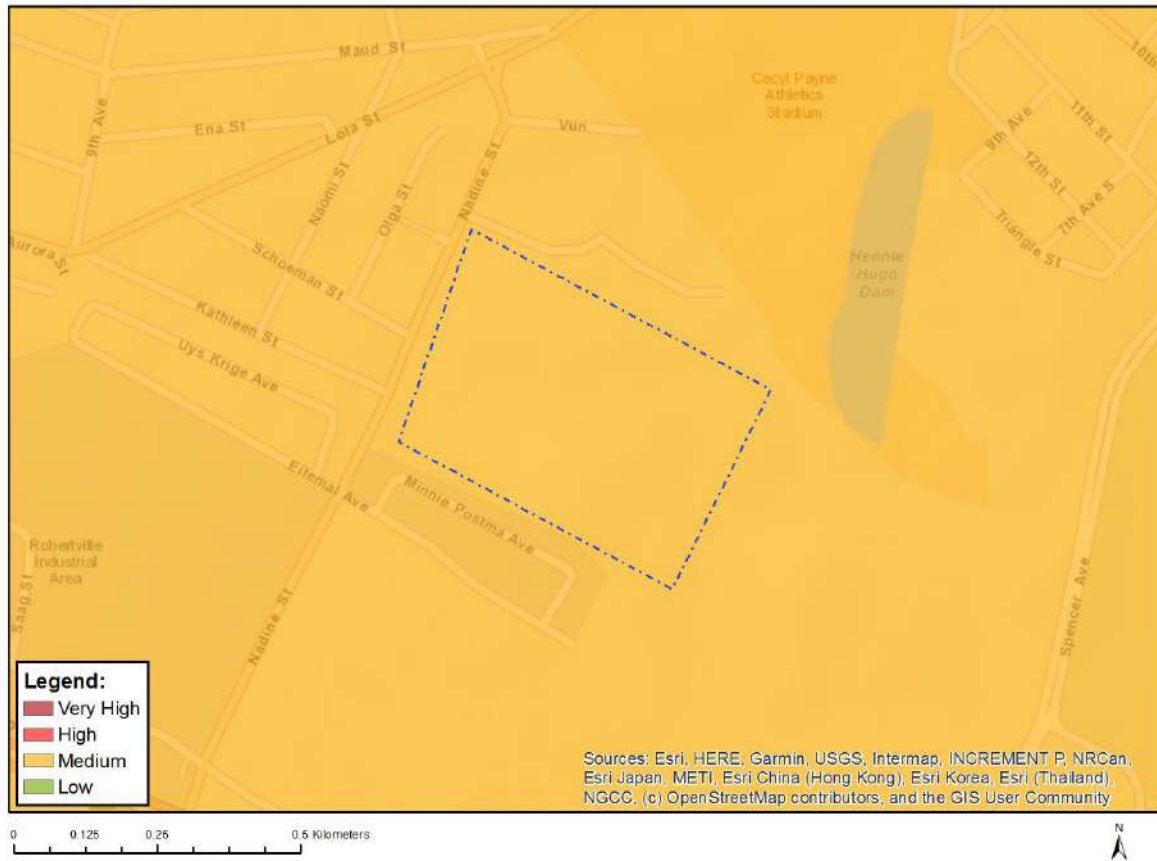 Maud St
Cecyl Payne
Athletics
Stadium
10th
9th Ave
Ena St
Lola St
Vun
9th Ave
11th St
12th St
7th Ave S
Triangle St
Naomi St
Olga St
Nadine St
Aurora St
Schoeman St
Hennie
Hugo
Dam
Kathleen St
Uys Krige Ave
Eitemal Ave
Minnie Postma Ave
Robertville
Industrial
Area
Saag St
Nadine St
Spencer Ave
Legend:
Very High
High
Medium
Low
Sources: Esri, HERE, Garmin, USGS, Intermap, INCREMENT P, NRCan,
Esri Japan, METI, Esri China (Hong Kong), Esri Korea, Esri (Thailand),
NGCC, (c) OpenStreetMap contributors, and the GIS User Community
0 0.125 0.25 0.5 Kilometers
N